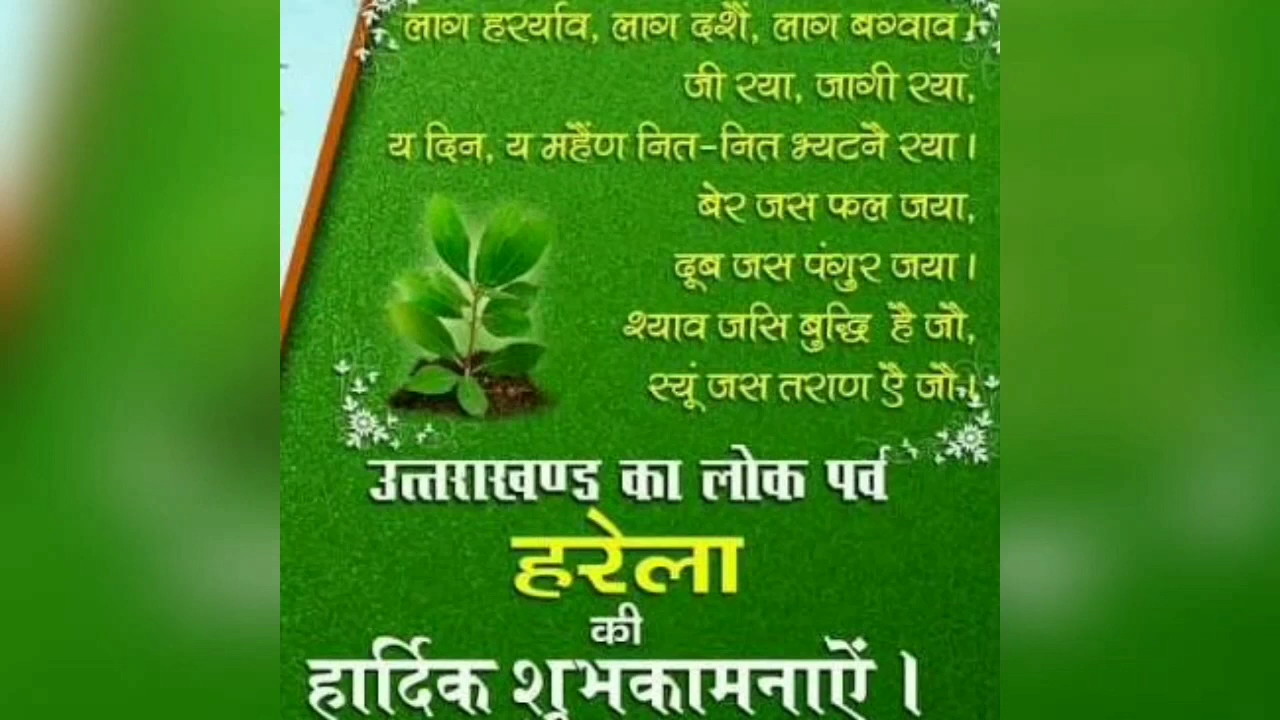 लाग हरर्याव, लाग दशैं, लाग बग्वाव।
जी रया, जागी रया,
य दिन, य महैंण नित-नित भ्यटनै रया।
बेर जस फल जया,
दूब जस पंगुर जया।
श्याव जसि बुद्धि है जौ,
स्यूं जस तराण ऐ जौ।
उत्तराखण्ड का लोक पर्व
हरेला
की
हार्दिक शुभकामनाऐं।